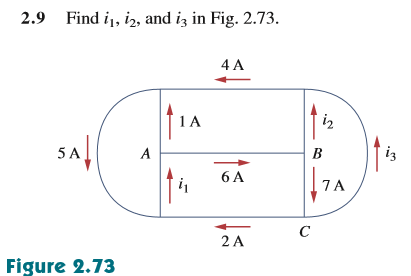 2.9 Find i₁, i₂, and i₃ in Fig. 2.73.
4 A
1 A
i₂
5 A
A
B
i₃
6 A
i₁
7 A
C
2 A
Figure 2.73